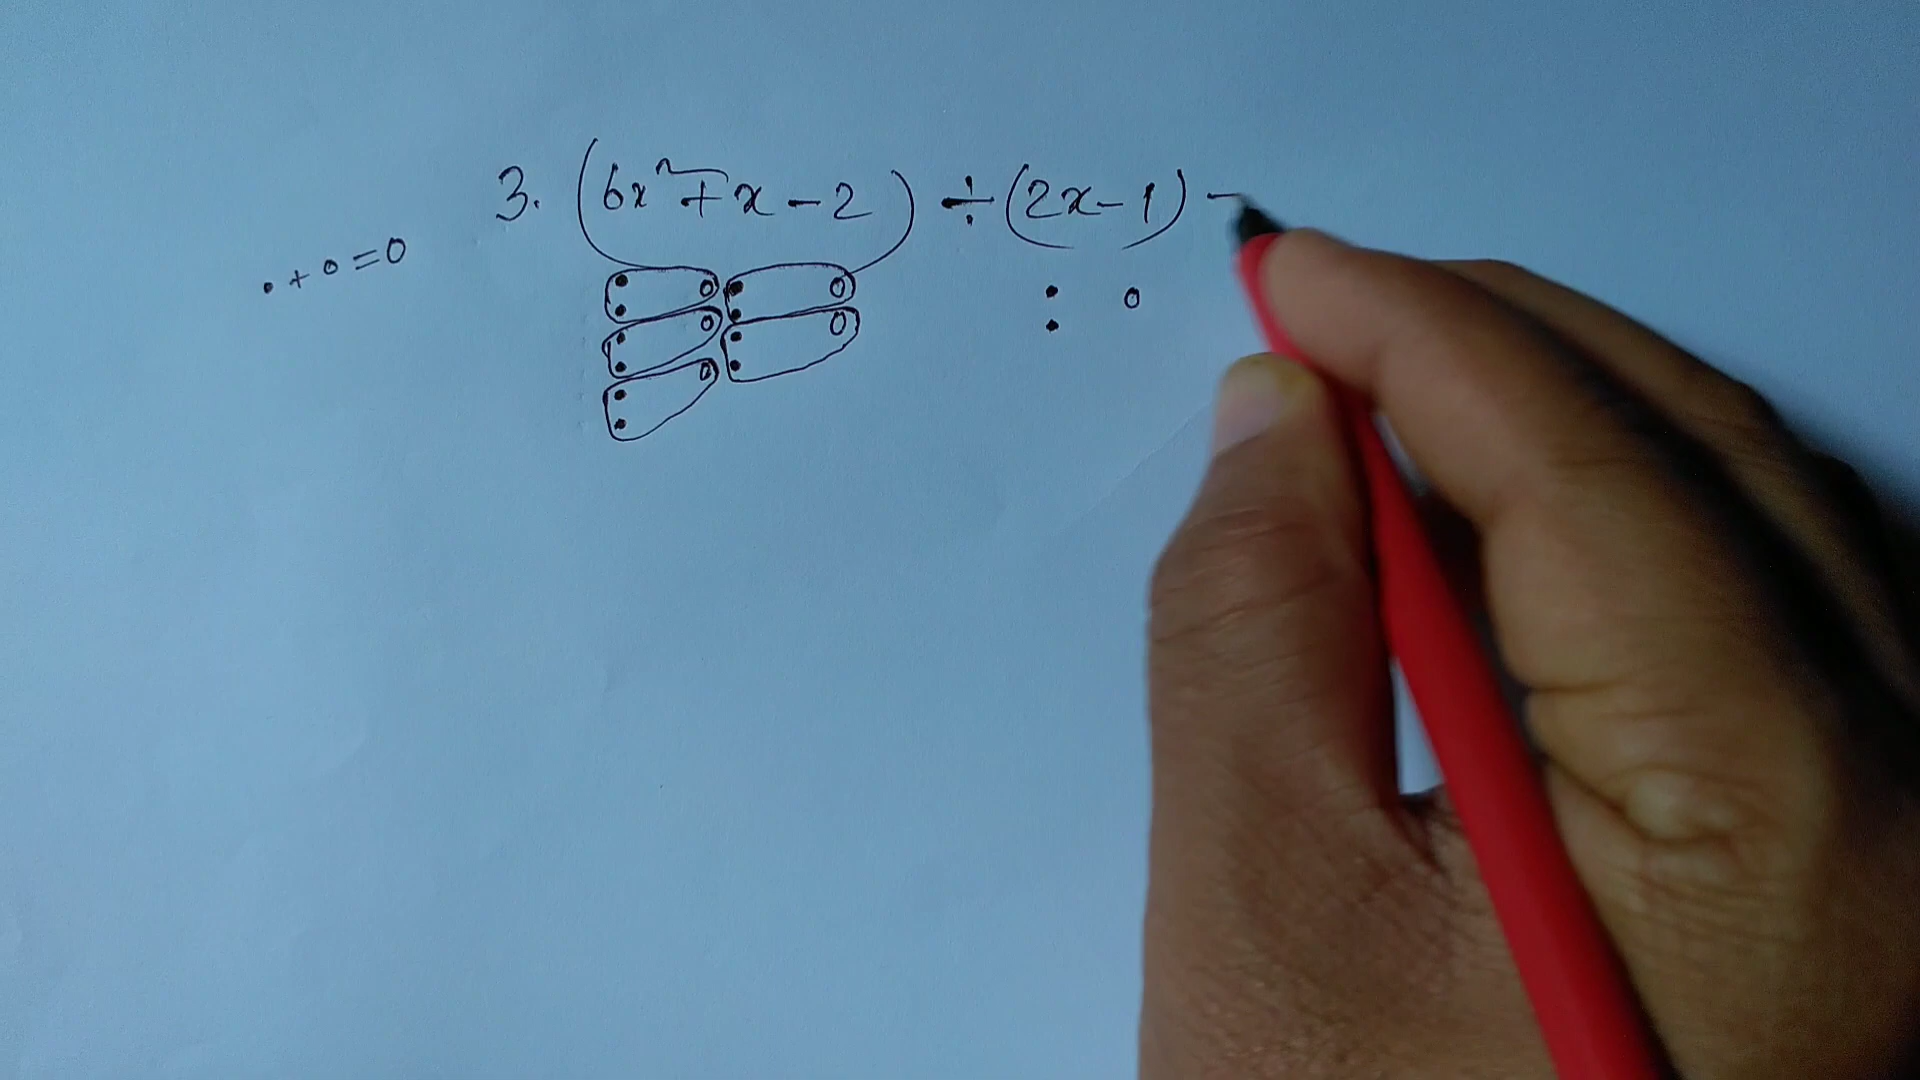 3. (6x² + x - 2) ÷ (2x - 1) -
• + o = 0